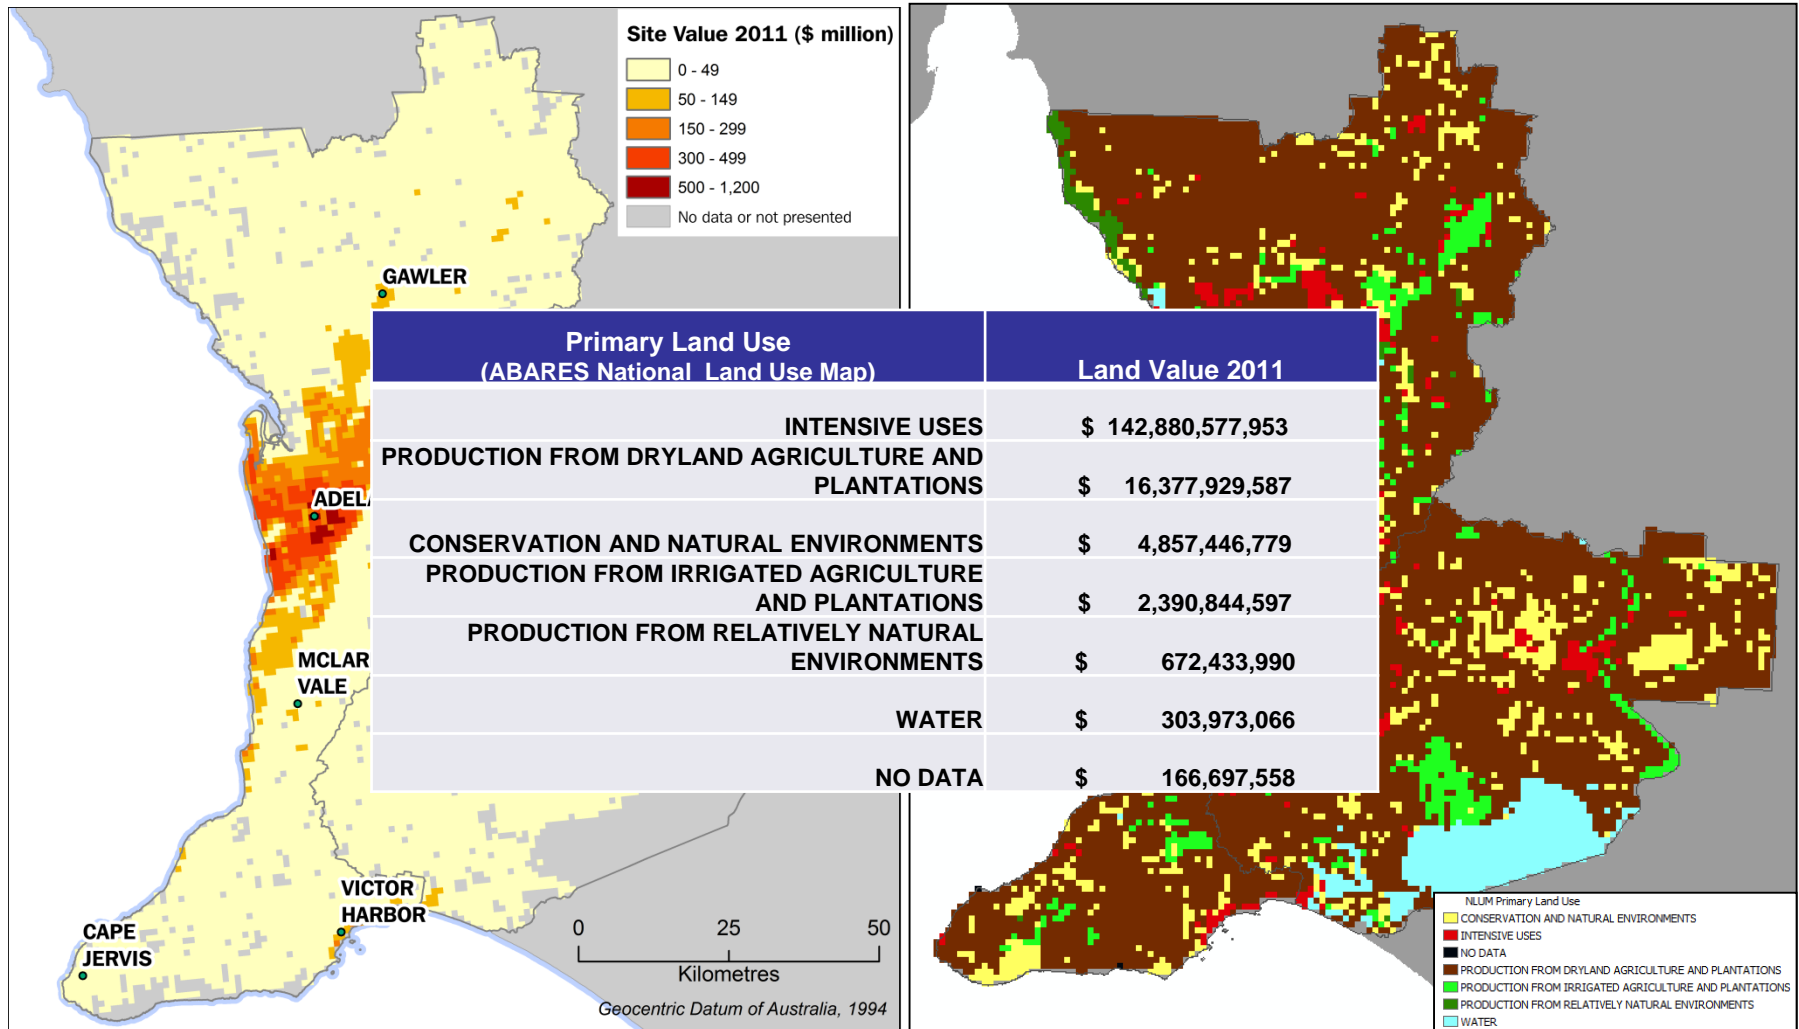 Site Value 2011 ($ million)
0 - 49
50 - 149
150 - 299
300 - 499
500 - 1,200
No data or not presented
GAWLER
Primary Land Use
(ABARES National Land Use Map)
Land Value 2011
INTENSIVE USES
$ 142,880,577,953
PRODUCTION FROM DRYLAND AGRICULTURE AND
PLANTATIONS
$ 16,377,929,587
CONSERVATION AND NATURAL ENVIRONMENTS
$ 4,857,446,779
PRODUCTION FROM IRRIGATED AGRICULTURE
AND PLANTATIONS
$ 2,390,844,597
PRODUCTION FROM RELATIVELY NATURAL
ENVIRONMENTS
$ 672,433,990
WATER
$ 303,973,066
NO DATA
$ 166,697,558
ADELA
MCLAR
VALE
VICTOR
HARBOR
CAPE
JERVIS
0 25 50
Kilometres
Geocentric Datum of Australia, 1994
NLUM Primary Land Use
CONSERVATION AND NATURAL ENVIRONMENTS
INTENSIVE USES
NO DATA
PRODUCTION FROM DRYLAND AGRICULTURE AND PLANTATIONS
PRODUCTION FROM IRRIGATED AGRICULTURE AND PLANTATIONS
PRODUCTION FROM RELATIVELY NATURAL ENVIRONMENTS
WATER